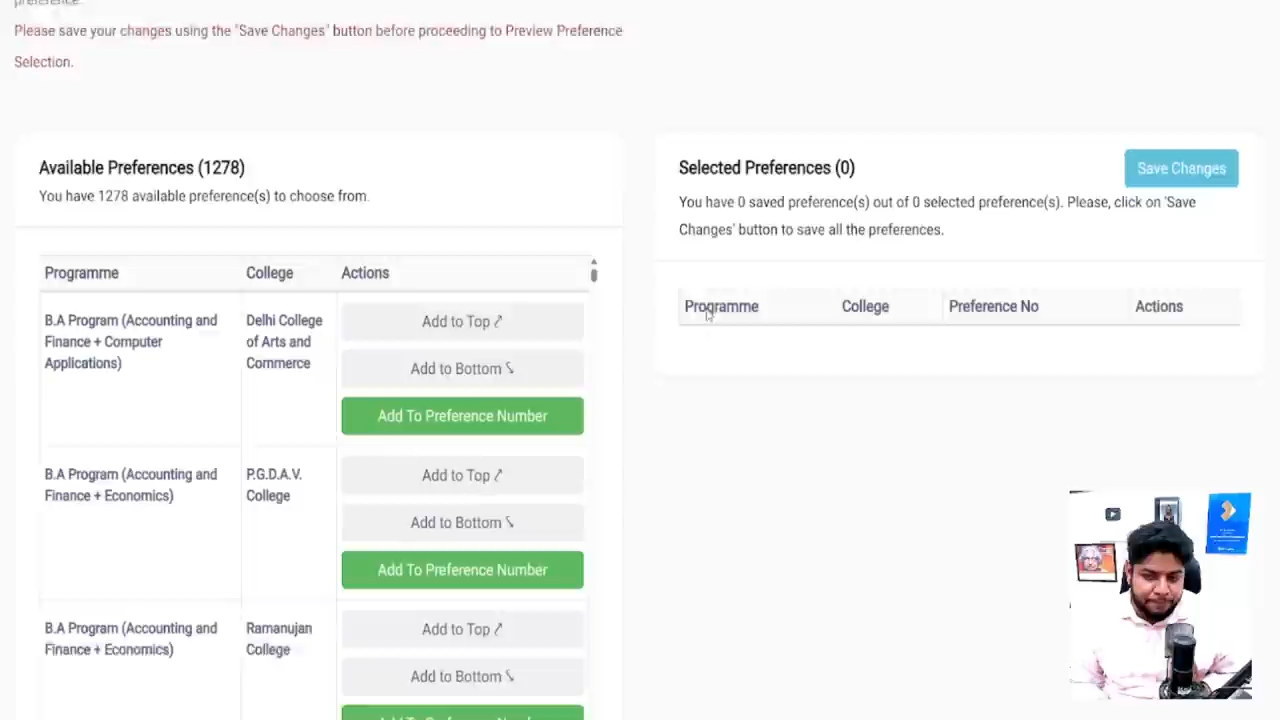 preference.
Please save your changes using the 'Save Changes' button before proceeding to Preview Preference
Selection.
Available Preferences (1278)
You have 1278 available preference(s) to choose from.
Programme College Actions
B.A Program (Accounting and
Finance + Computer
Applications)
Delhi College
of Arts and
Commerce
Add to Top ⤤
Add to Bottom ⤥
Add To Preference Number
B.A Program (Accounting and
Finance + Economics)
P.G.D.A.V.
College
Add to Top ⤤
Add to Bottom ⤥
Add To Preference Number
B.A Program (Accounting and
Finance + Economics)
Ramanujan
College
Add to Top ⤤
Add to Bottom ⤥
Add To Preference Number
Selected Preferences (0)
Save Changes
You have 0 saved preference(s) out of 0 selected preference(s). Please, click on 'Save
Changes' button to save all the preferences.
Programme College Preference No Actions